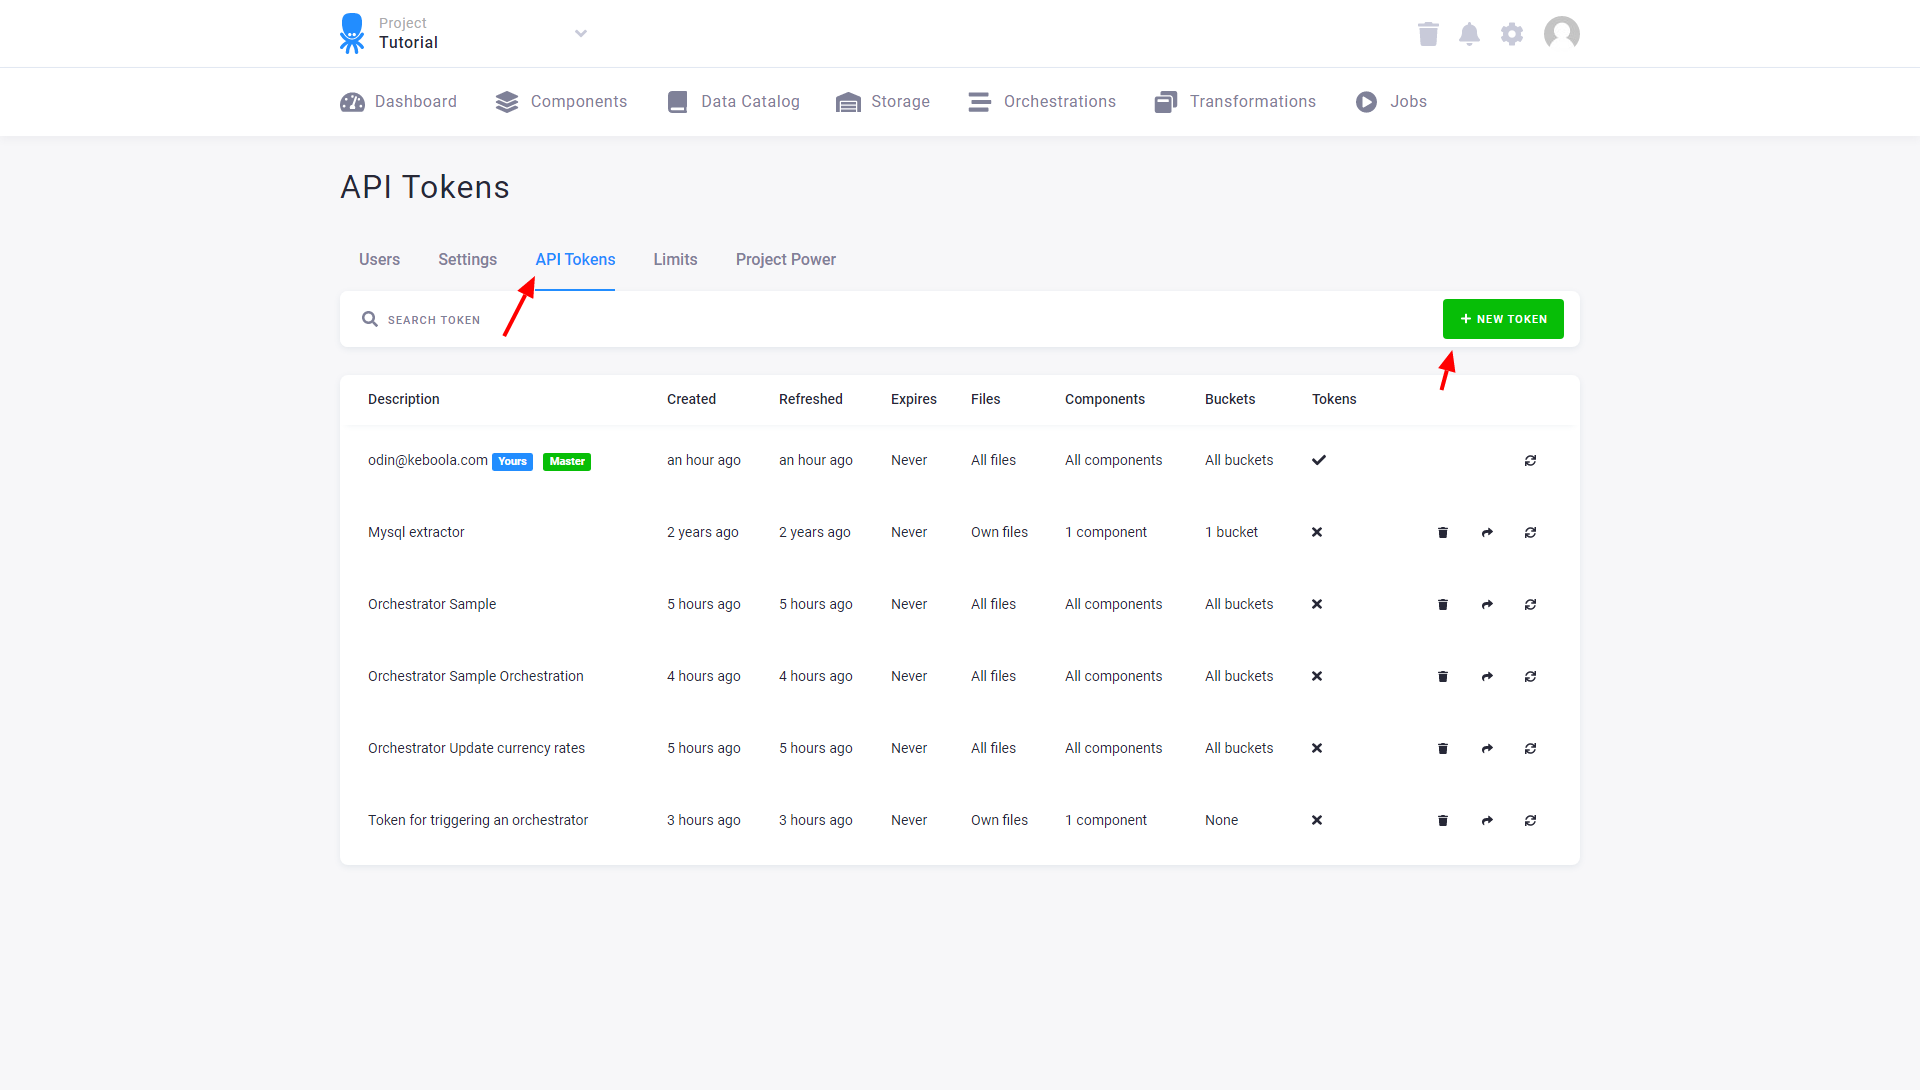 Project
Tutorial
Dashboard Components Data Catalog Storage Orchestrations Transformations Jobs
API Tokens
Users Settings API Tokens Limits Project Power
SEARCH TOKEN + NEW TOKEN
Description Created Refreshed Expires Files Components Buckets Tokens
odin@keboola.com Yours Master an hour ago an hour ago Never All files All components All buckets
Mysql extractor 2 years ago 2 years ago Never Own files 1 component 1 bucket
Orchestrator Sample 5 hours ago 5 hours ago Never All files All components All buckets
Orchestrator Sample Orchestration 4 hours ago 4 hours ago Never All files All components All buckets
Orchestrator Update currency rates 5 hours ago 5 hours ago Never All files All components All buckets
Token for triggering an orchestrator 3 hours ago 3 hours ago Never Own files 1 component None